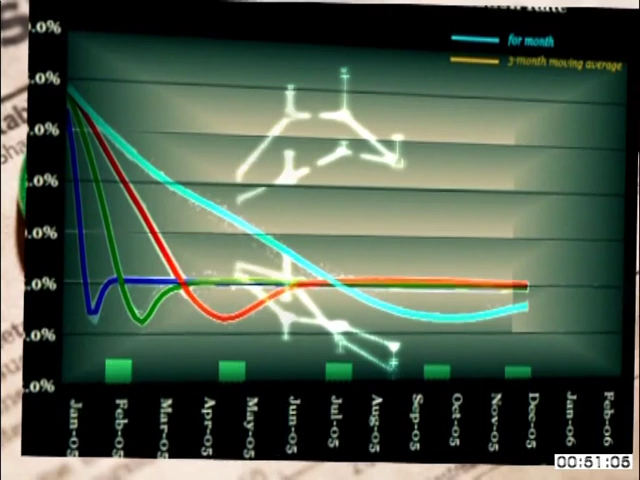 for month
3-month moving average
.0%
.0%
.0%
.0%
.0%
.0%
.0%
.0%
Jan-05
Feb-05
Mar-05
Apr-05
May-05
Jun-05
Jul-05
Aug-05
Sep-05
Oct-05
Nov-05
Dec-05
Jan-06
Feb-06
00:51:05